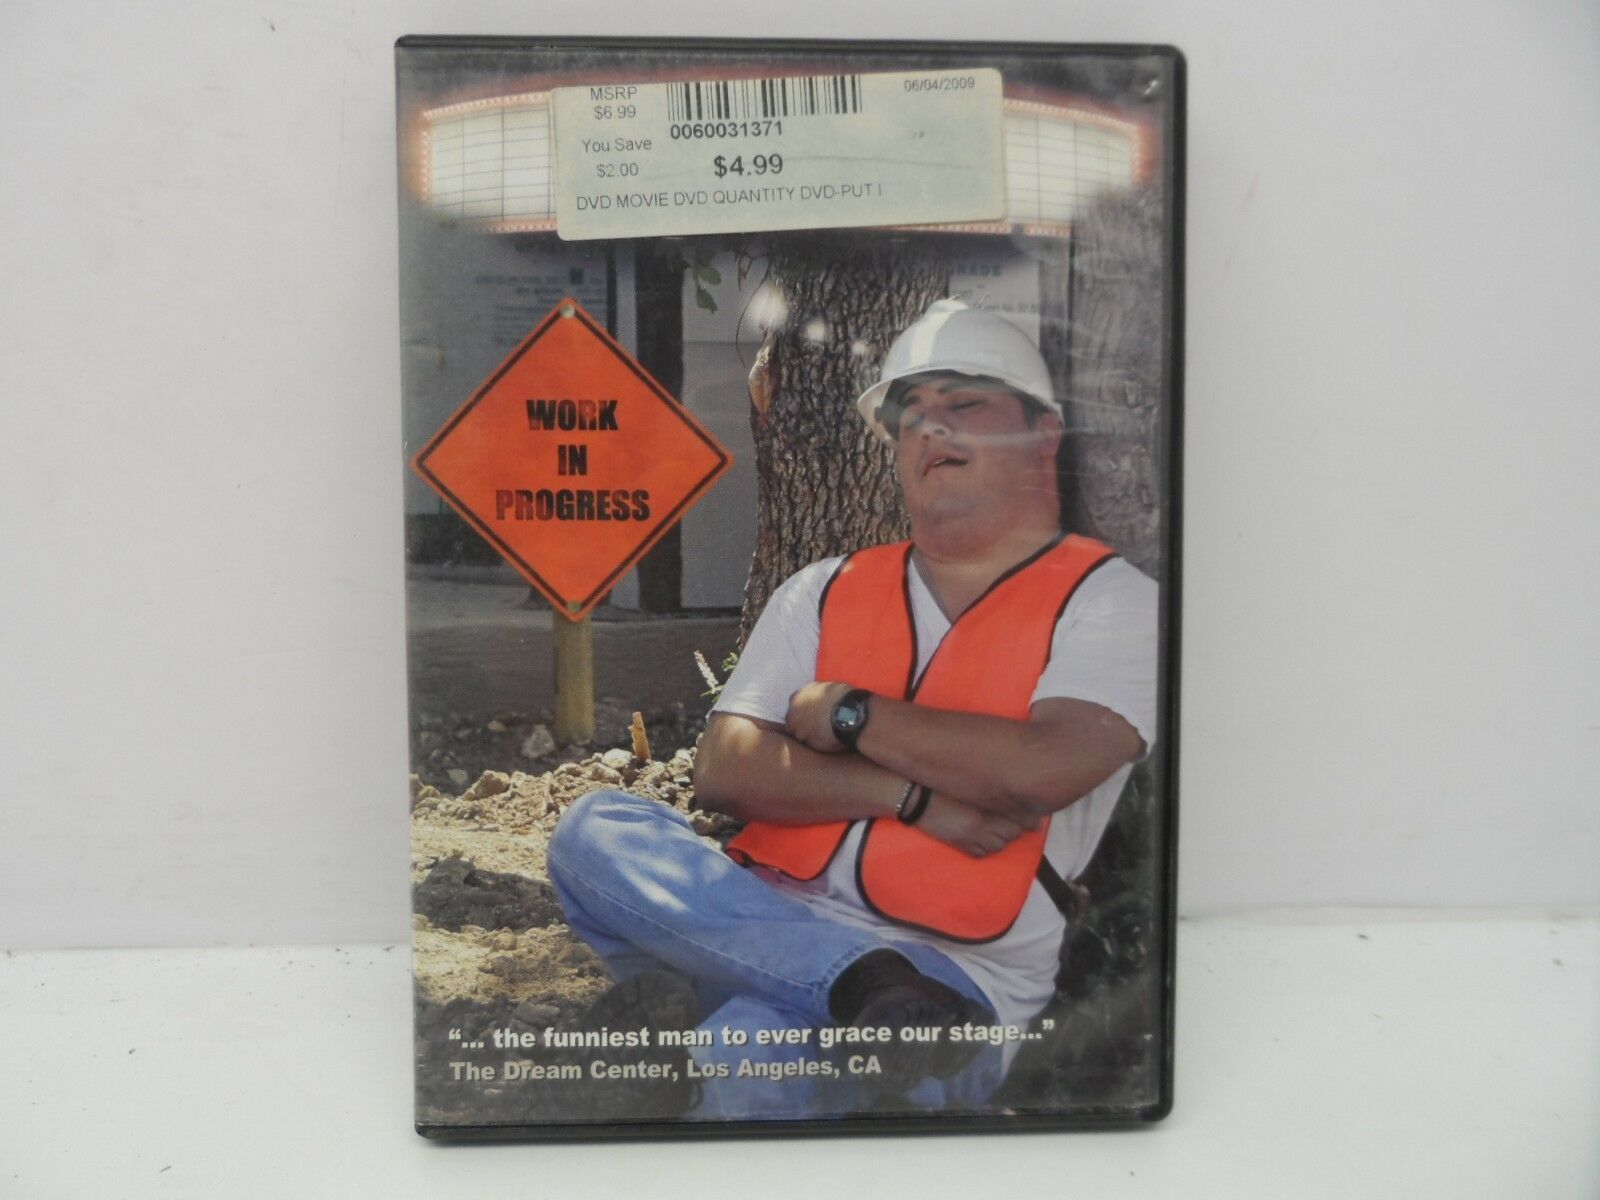 MSRP
$6.99
06/04/2009
0060031371
You Save
$2.00
$4.99
DVD MOVIE DVD QUANTITY DVD-PUT I
WORK
IN
PROGRESS
"... the funniest man to ever grace our stage..."
The Dream Center, Los Angeles, CA